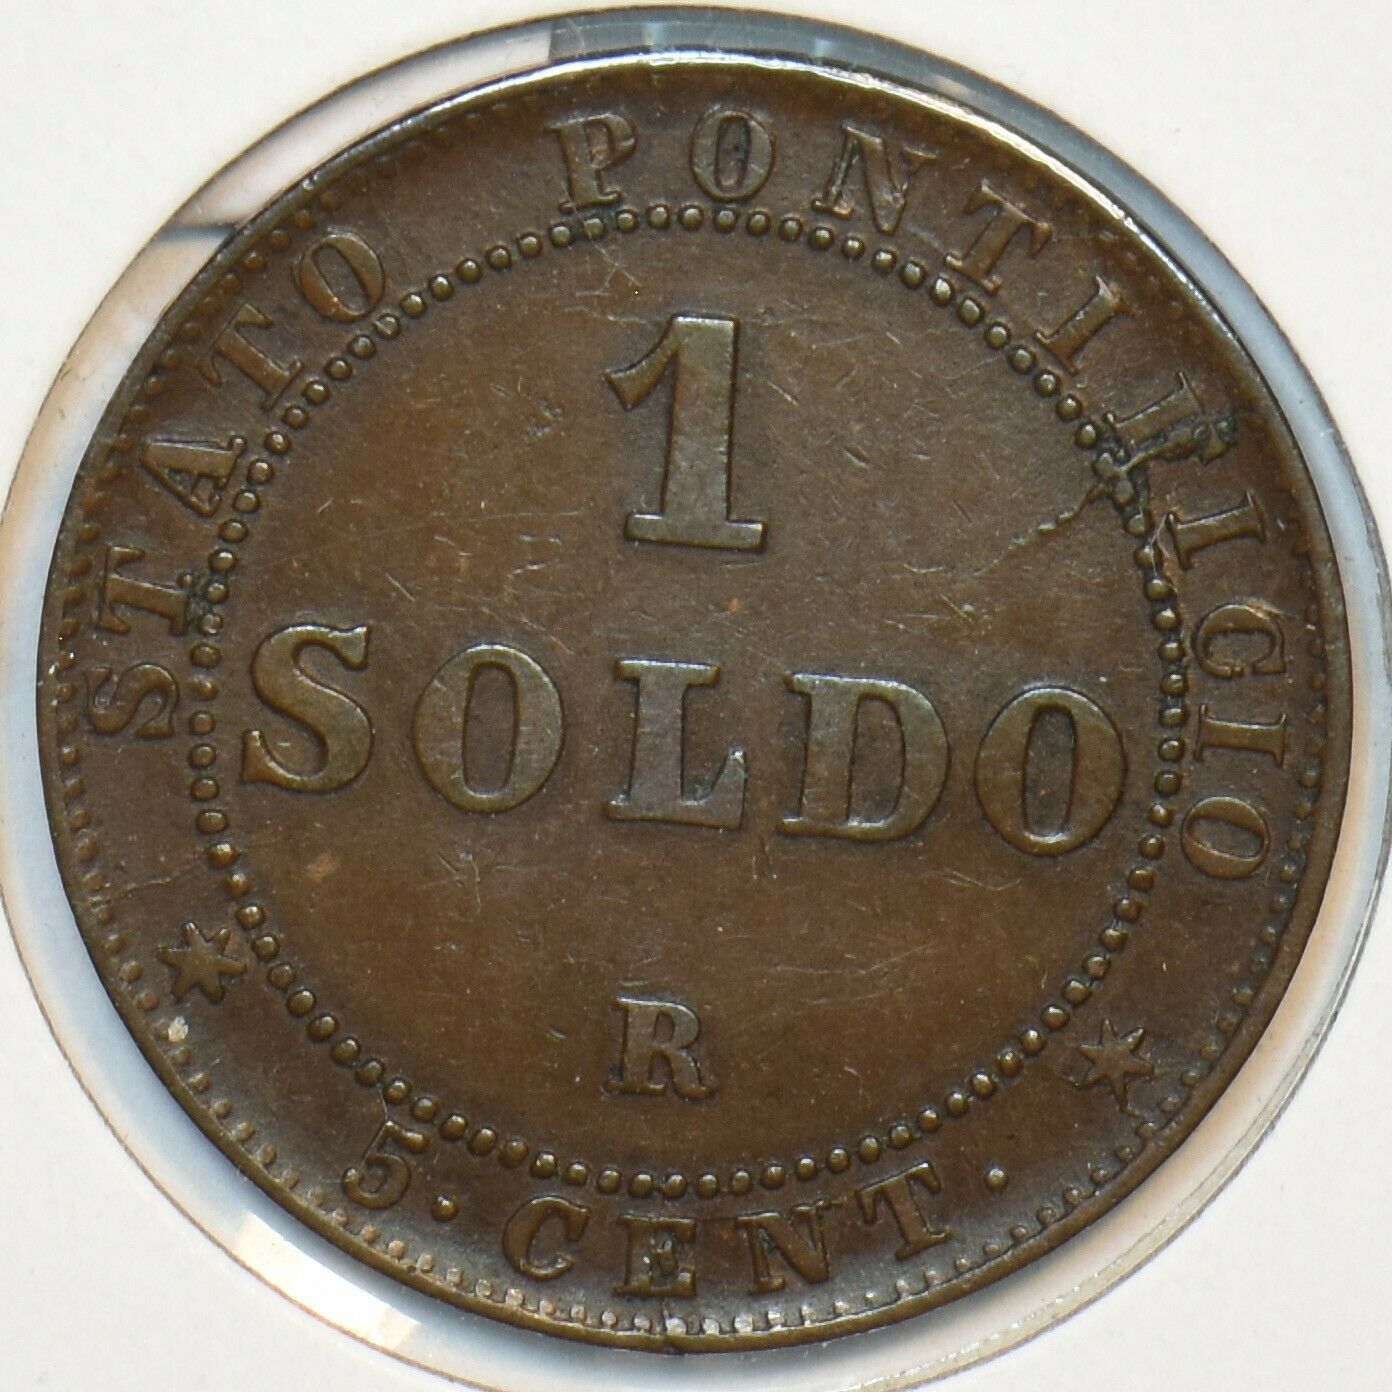 STATO PONTIFICIO
1
SOLDO
R
5. CENT.